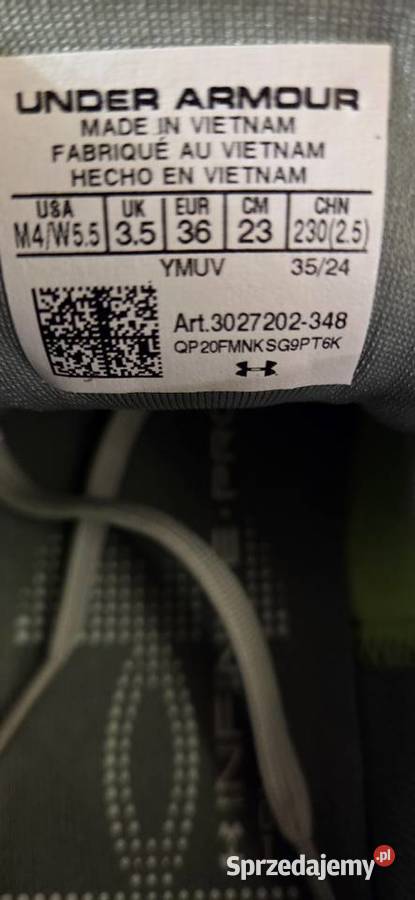 UNDER ARMOUR
MADE IN VIETNAM
FABRIQUÉ AU VIETNAM
HECHO EN VIETNAM
USA UK EUR CM CHN
M4/W5.5 3.5 36 23 230(2.5)
YMUV 35/24
Art.3027202-348
QP20FMNKSG9PT6K
Sprzedajemy.pl